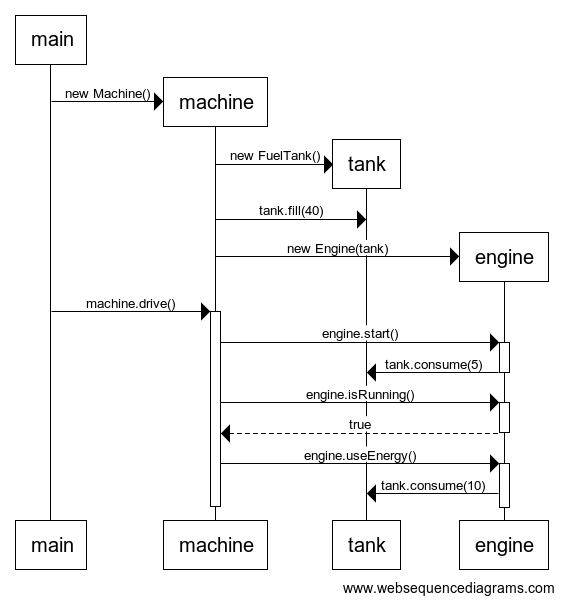 main
new Machine()
machine
new FuelTank()
tank
tank.fill(40)
new Engine(tank)
engine
machine.drive()
engine.start()
tank.consume(5)
engine.isRunning()
true
engine.useEnergy()
tank.consume(10)
main
machine
tank
engine
www.websequencediagrams.com